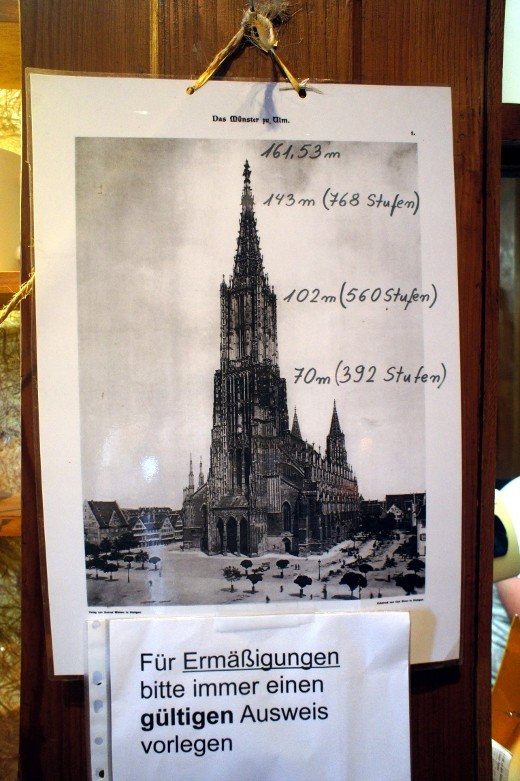 Das Münster zu Ulm.
1.
161,53 m
143 m (768 Stufen)
102 m (560 Stufen)
70 m (392 Stufen)
Für Ermäßigungen
bitte immer einen
gültigen Ausweis
vorlegen